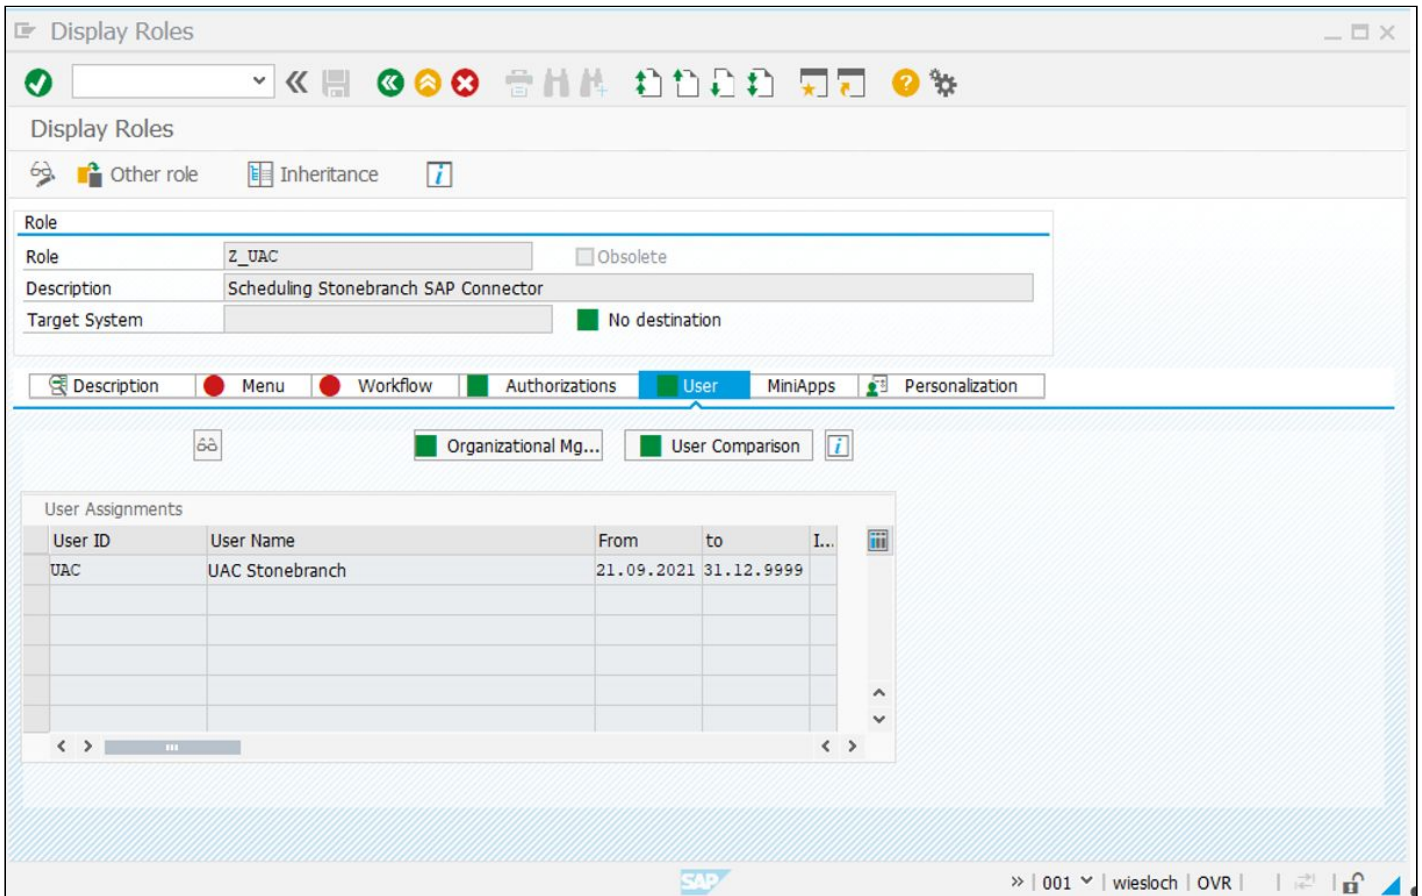 Display Roles
Display Roles
Other role Inheritance
Role
Role Z_UAC Obsolete
Description Scheduling Stonebranch SAP Connector
Target System No destination
Description Menu Workflow Authorizations User MiniApps Personalization
Organizational Mg... User Comparison
User Assignments
User ID User Name From to I...
UAC UAC Stonebranch 21.09.2021 31.12.9999
SAP » | 001 | wiesloch | OVR |